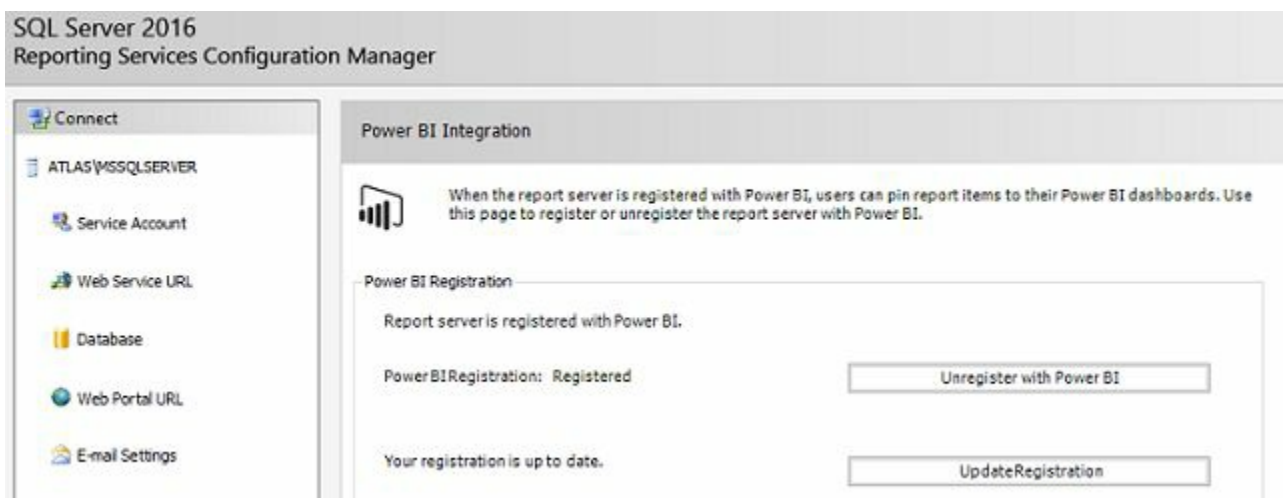 SQL Server 2016
Reporting Services Configuration Manager
Connect
ATLAS\MSSQLSERVER
Service Account
Web Service URL
Database
Web Portal URL
E-mail Settings
Power BI Integration
When the report server is registered with Power BI, users can pin report items to their Power BI dashboards. Use
this page to register or unregister the report server with Power BI.
Power BI Registration
Report server is registered with Power BI.
PowerBIRegistration: Registered
Unregister with Power BI
Your registration is up to date.
UpdateRegistration